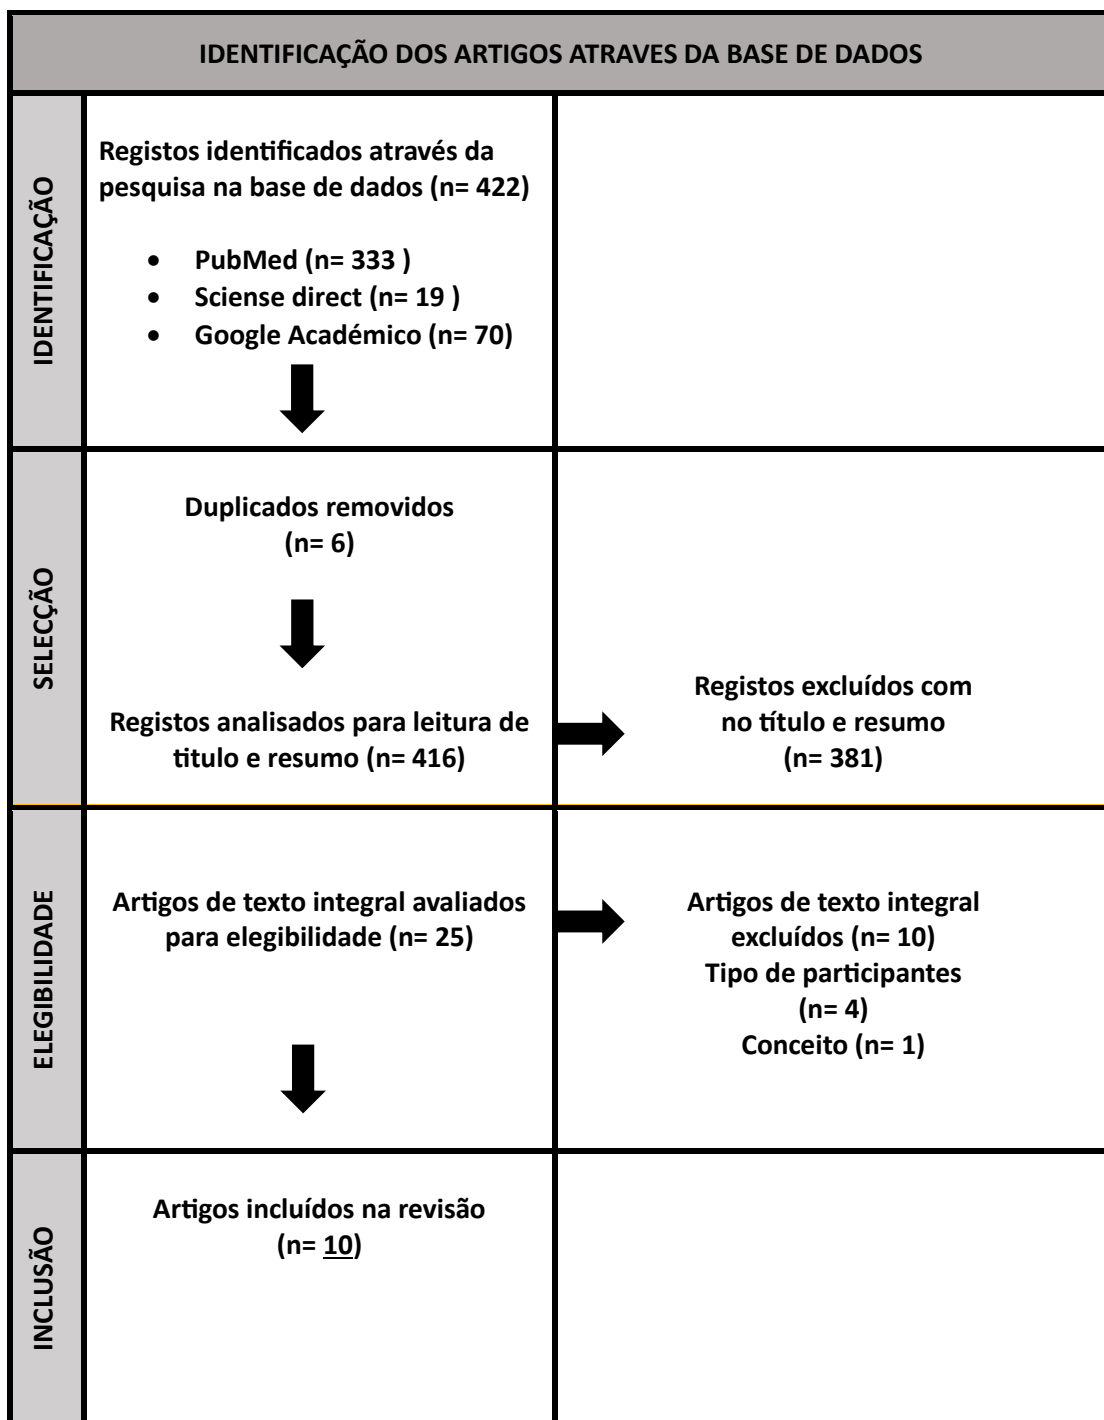 IDENTIFICAÇÃO DOS ARTIGOS ATRAVES DA BASE DE DADOS
IDENTIFICAÇÃO
Registos identificados através da
pesquisa na base de dados (n= 422)
• PubMed (n= 333 )
• Sciense direct (n= 19 )
• Google Académico (n= 70)
SELECÇÃO
Duplicados removidos
(n= 6)
Registos analisados para leitura de
titulo e resumo (n= 416)
Registos excluídos com
no título e resumo
(n= 381)
ELEGIBILIDADE
Artigos de texto integral avaliados
para elegibilidade (n= 25)
Artigos de texto integral
excluídos (n= 10)
Tipo de participantes
(n= 4)
Conceito (n= 1)
INCLUSÃO
Artigos incluídos na revisão
(n= 10)